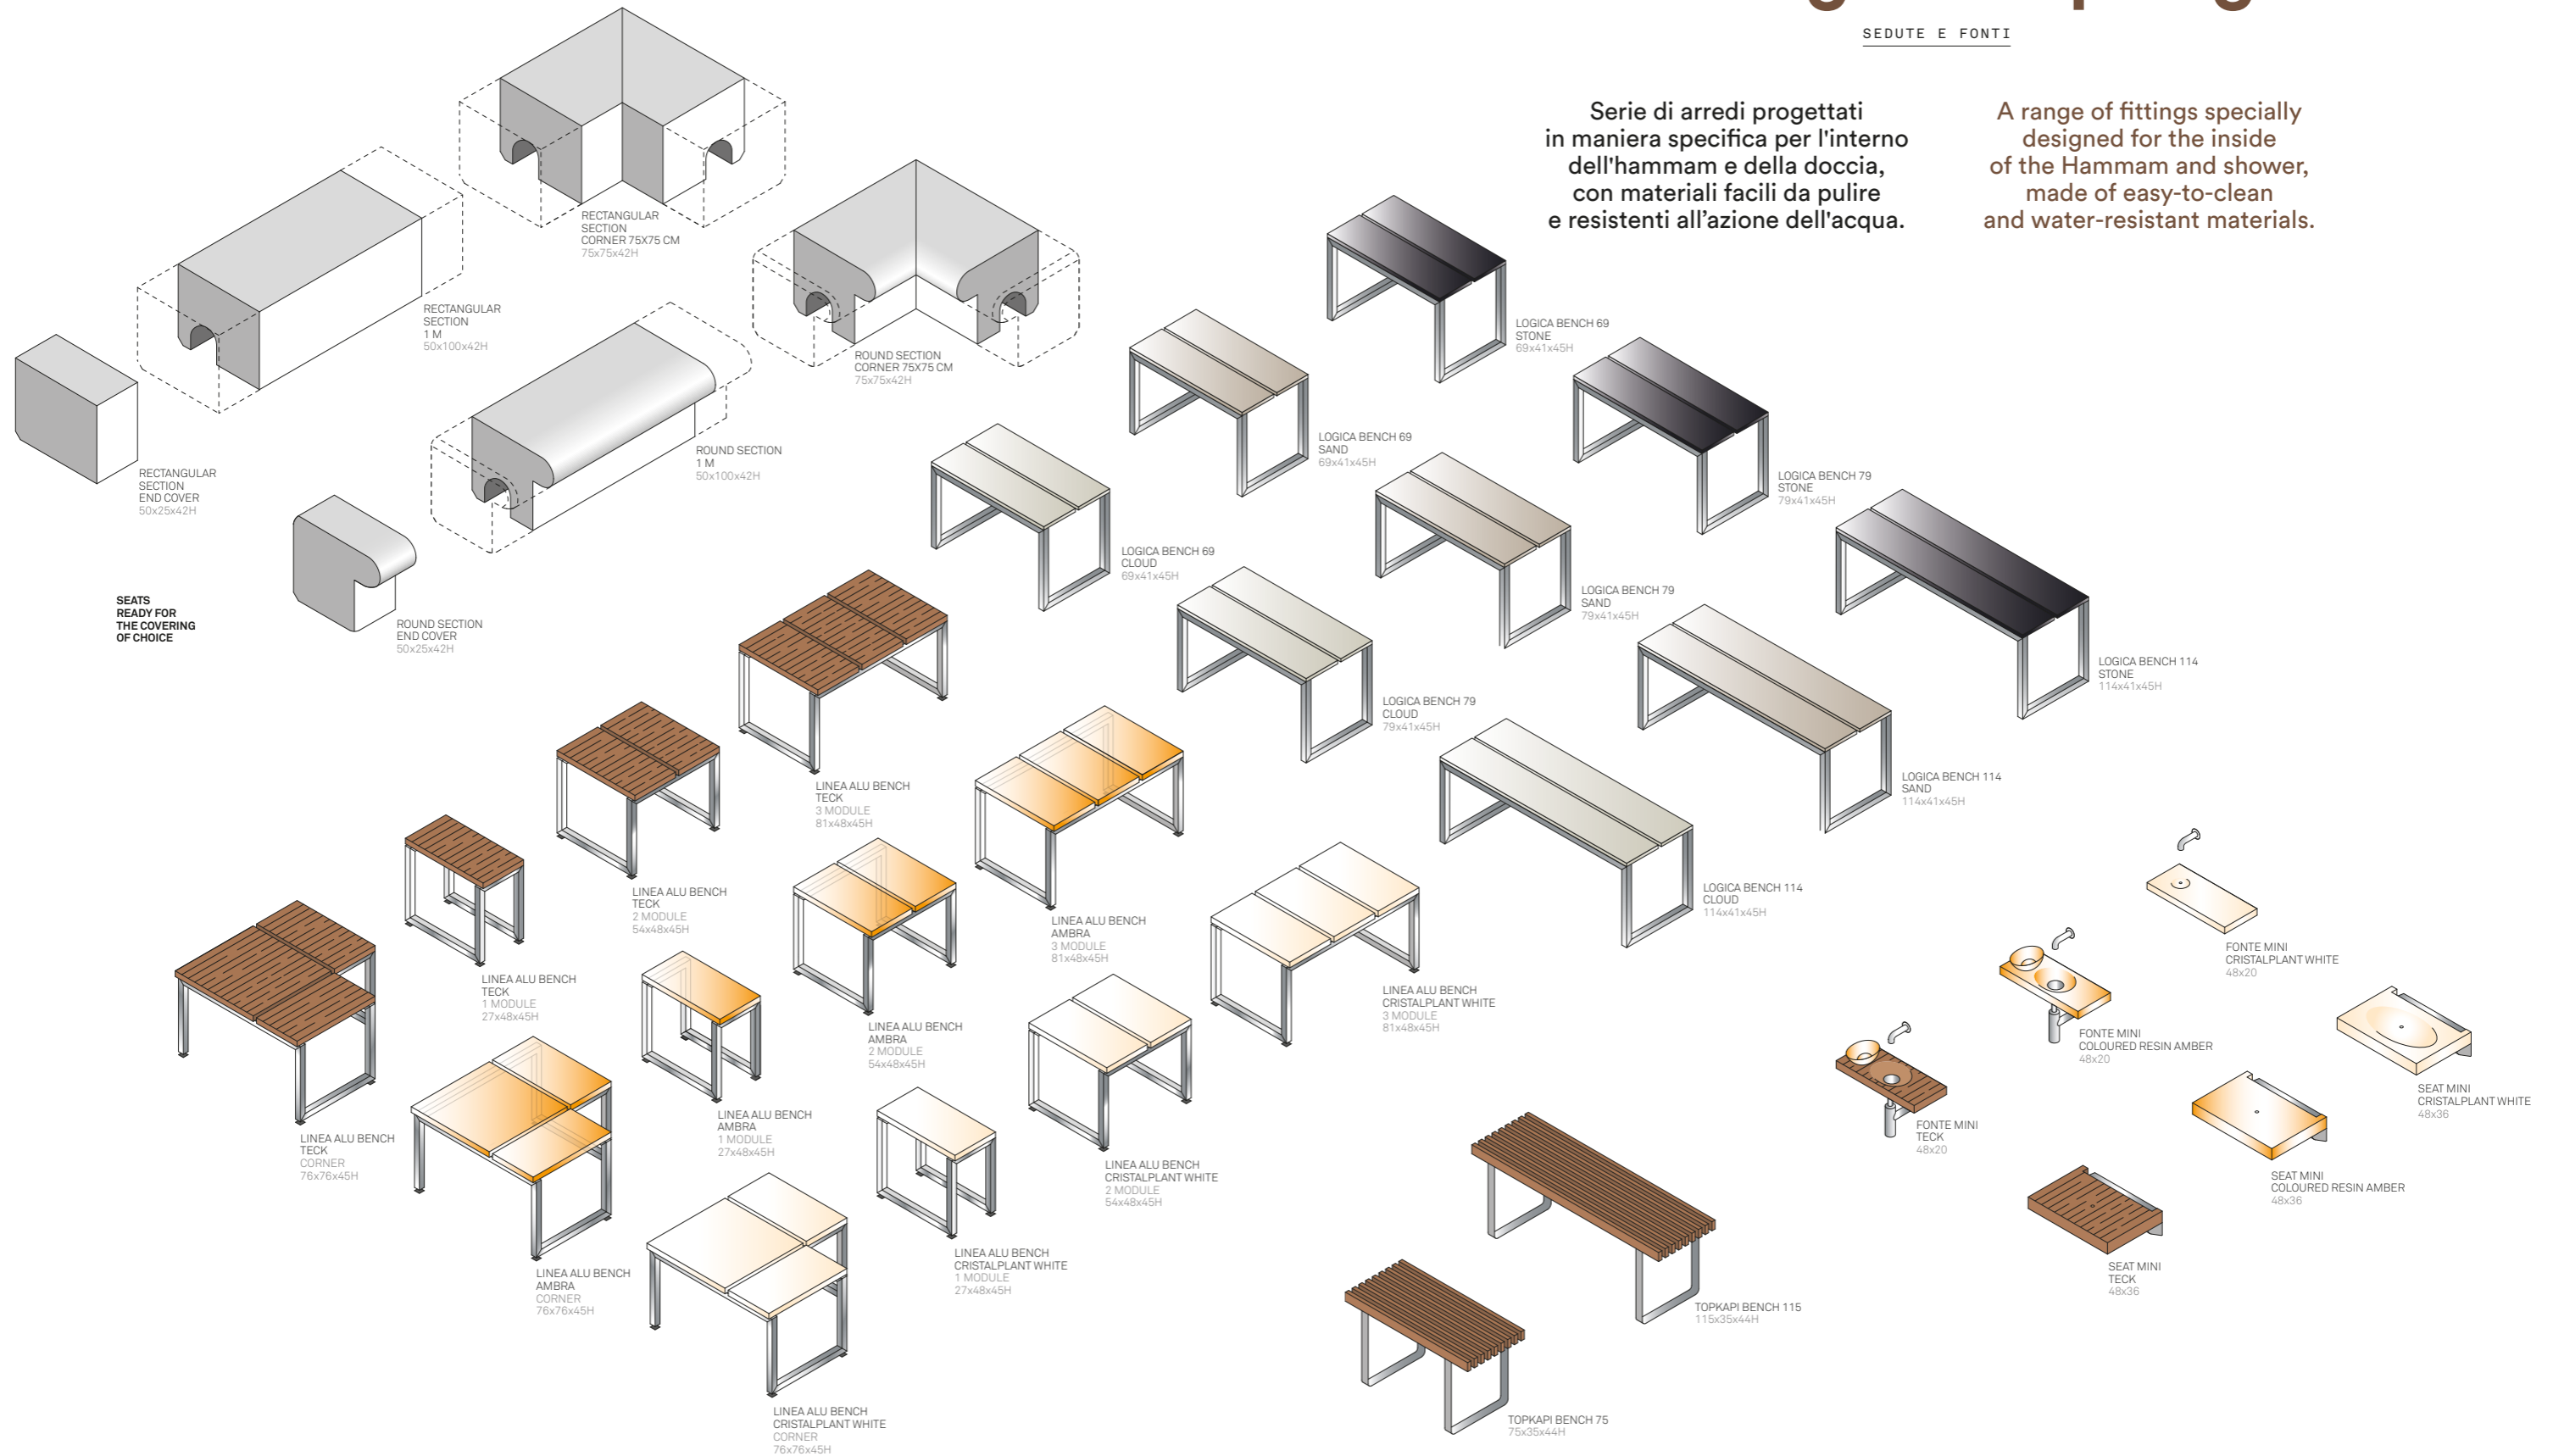 SEDUTE E FONTI
Serie di arredi progettati
in maniera specifica per l'interno
dell'hammam e della doccia,
con materiali facili da pulire
e resistenti all’azione dell'acqua.
A range of fittings specially
designed for the inside
of the Hammam and shower,
made of easy-to-clean
and water-resistant materials.
RECTANGULAR
SECTION
CORNER 75X75 CM
75x75x42H
RECTANGULAR
SECTION
1 M
50x100x42H
ROUND SECTION
CORNER 75X75 CM
75x75x42H
RECTANGULAR
SECTION
END COVER
50x25x42H
ROUND SECTION
1 M
50x100x42H
SEATS
READY FOR
THE COVERING
OF CHOICE
ROUND SECTION
END COVER
50x25x42H
LOGICA BENCH 69
STONE
69x41x45H
LOGICA BENCH 69
SAND
69x41x45H
LOGICA BENCH 69
CLOUD
69x41x45H
LOGICA BENCH 79
STONE
79x41x45H
LOGICA BENCH 79
SAND
79x41x45H
LOGICA BENCH 79
CLOUD
79x41x45H
LOGICA BENCH 114
STONE
114x41x45H
LOGICA BENCH 114
SAND
114x41x45H
LOGICA BENCH 114
CLOUD
114x41x45H
LINEA ALU BENCH
TECK
3 MODULE
81x48x45H
LINEA ALU BENCH
TECK
2 MODULE
54x48x45H
LINEA ALU BENCH
TECK
1 MODULE
27x48x45H
LINEA ALU BENCH
TECK
CORNER
76x76x45H
LINEA ALU BENCH
AMBRA
3 MODULE
81x48x45H
LINEA ALU BENCH
AMBRA
2 MODULE
54x48x45H
LINEA ALU BENCH
AMBRA
1 MODULE
27x48x45H
LINEA ALU BENCH
AMBRA
CORNER
76x76x45H
LINEA ALU BENCH
CRISTALPLANT WHITE
3 MODULE
81x48x45H
LINEA ALU BENCH
CRISTALPLANT WHITE
2 MODULE
54x48x45H
LINEA ALU BENCH
CRISTALPLANT WHITE
1 MODULE
27x48x45H
LINEA ALU BENCH
CRISTALPLANT WHITE
CORNER
76x76x45H
FONTE MINI
CRISTALPLANT WHITE
48x20
FONTE MINI
COLOURED RESIN AMBER
48x20
FONTE MINI
TECK
48x20
SEAT MINI
CRISTALPLANT WHITE
48x36
SEAT MINI
COLOURED RESIN AMBER
48x36
SEAT MINI
TECK
48x36
TOPKAPI BENCH 115
115x35x44H
TOPKAPI BENCH 75
75x35x44H